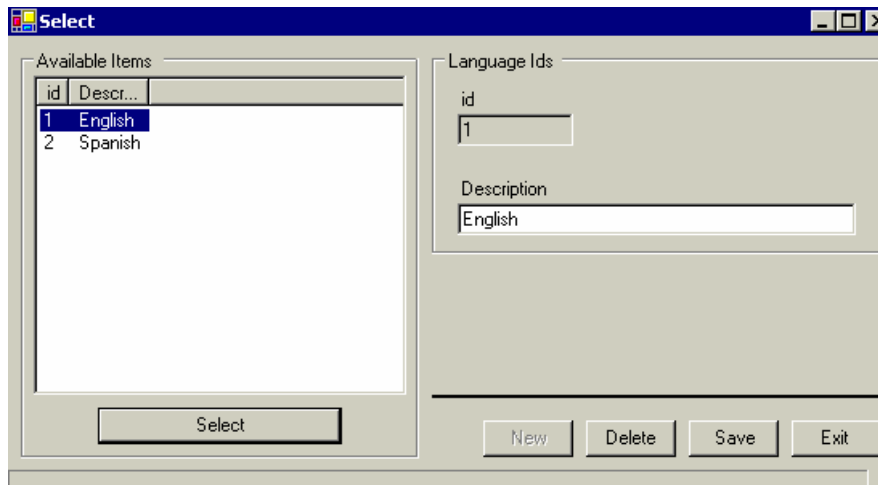 Select
Available Items
id Descr...
1 English
2 Spanish
Select
Language Ids
id
1
Description
English
New Delete Save Exit